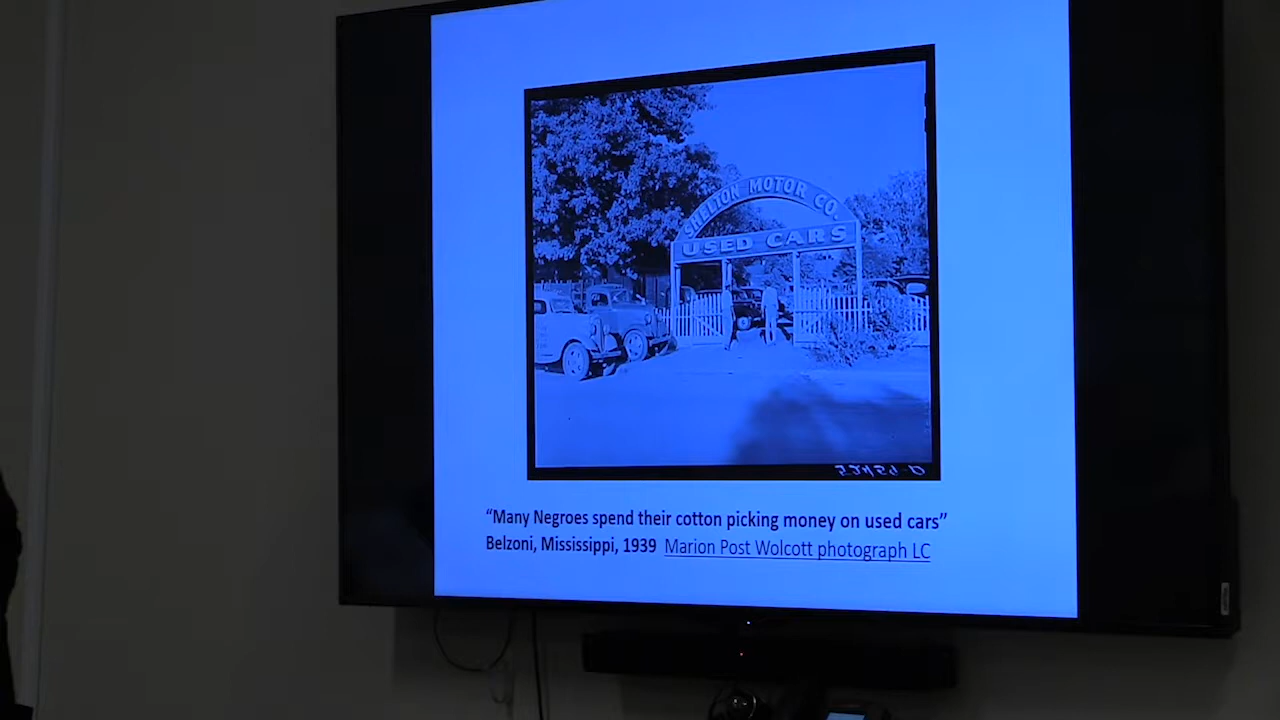 SHELTON MOTOR CO.
USED CARS
52456-D
“Many Negroes spend their cotton picking money on used cars”
Belzoni, Mississippi, 1939 Marion Post Wolcott photograph LC